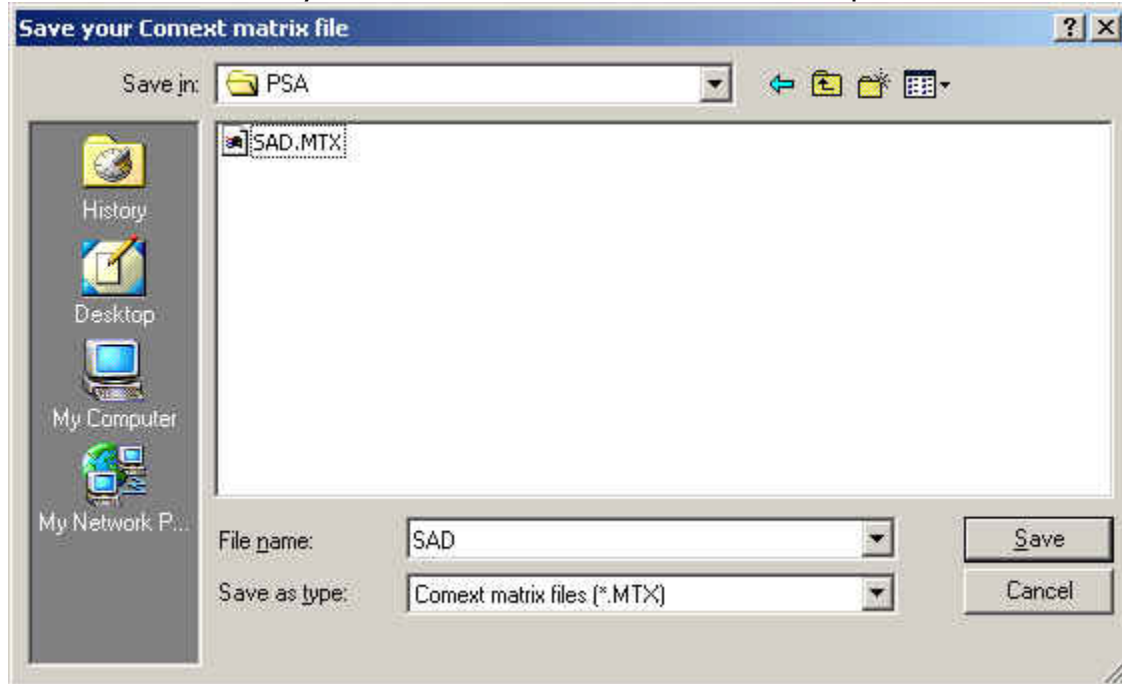 Save your Comext matrix file
Save in:
PSA
SAD.MTX
History
Desktop
My Computer
My Network P...
File name:
SAD
Save
Save as type:
Comext matrix files (*.MTX)
Cancel